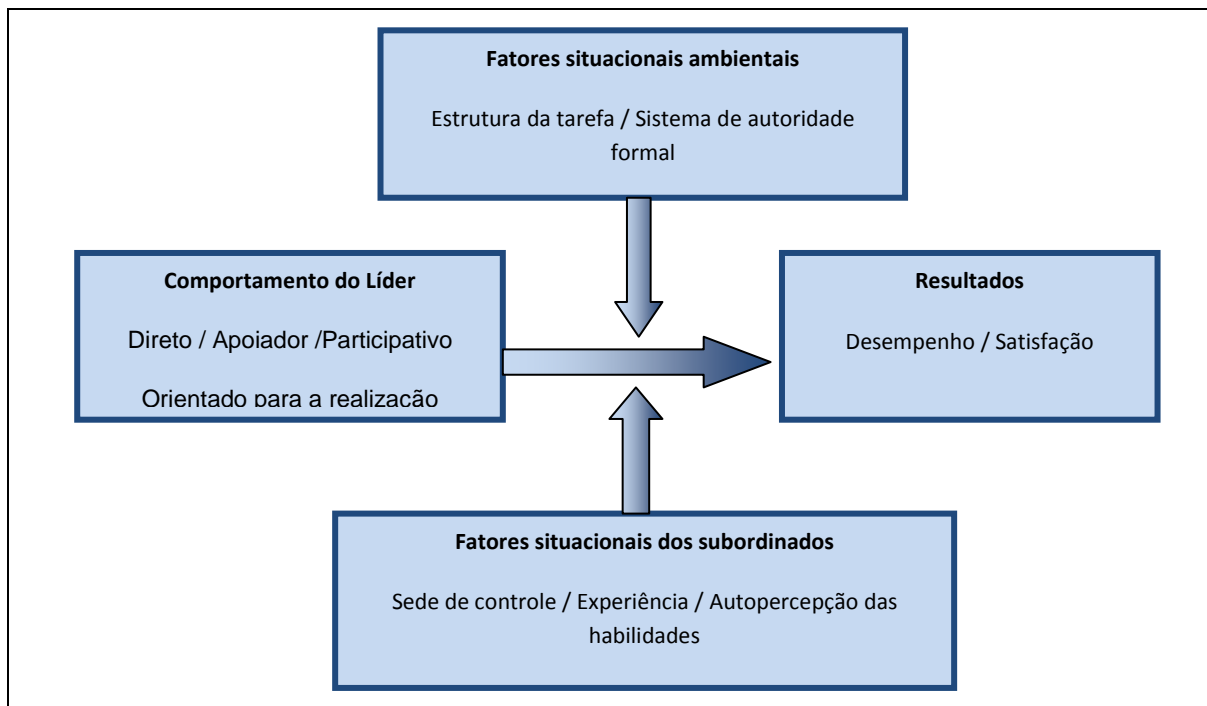 Fatores situacionais ambientais
Estrutura da tarefa / Sistema de autoridade
formal
Comportamento do Líder
Direto / Apoiador /Participativo
Orientado para a realização
Resultados
Desempenho / Satisfação
Fatores situacionais dos subordinados
Sede de controle / Experiência / Autopercepção das
habilidades